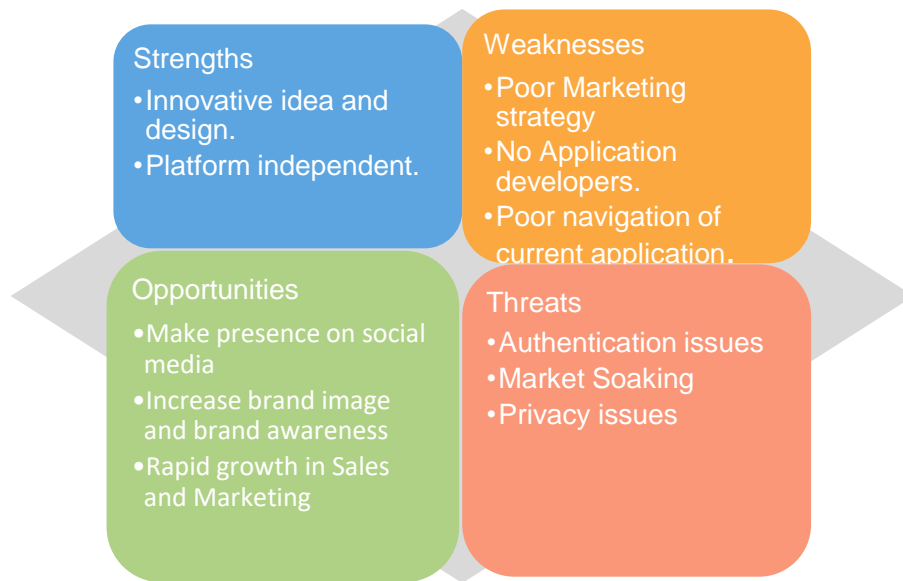 Strengths
•Innovative idea and
design.
•Platform independent.
Weaknesses
•Poor Marketing
strategy
•No Application
developers.
•Poor navigation of
current application.
Opportunities
•Make presence on social
media
•Increase brand image
and brand awareness
•Rapid growth in Sales
and Marketing
Threats
•Authentication issues
•Market Soaking
•Privacy issues